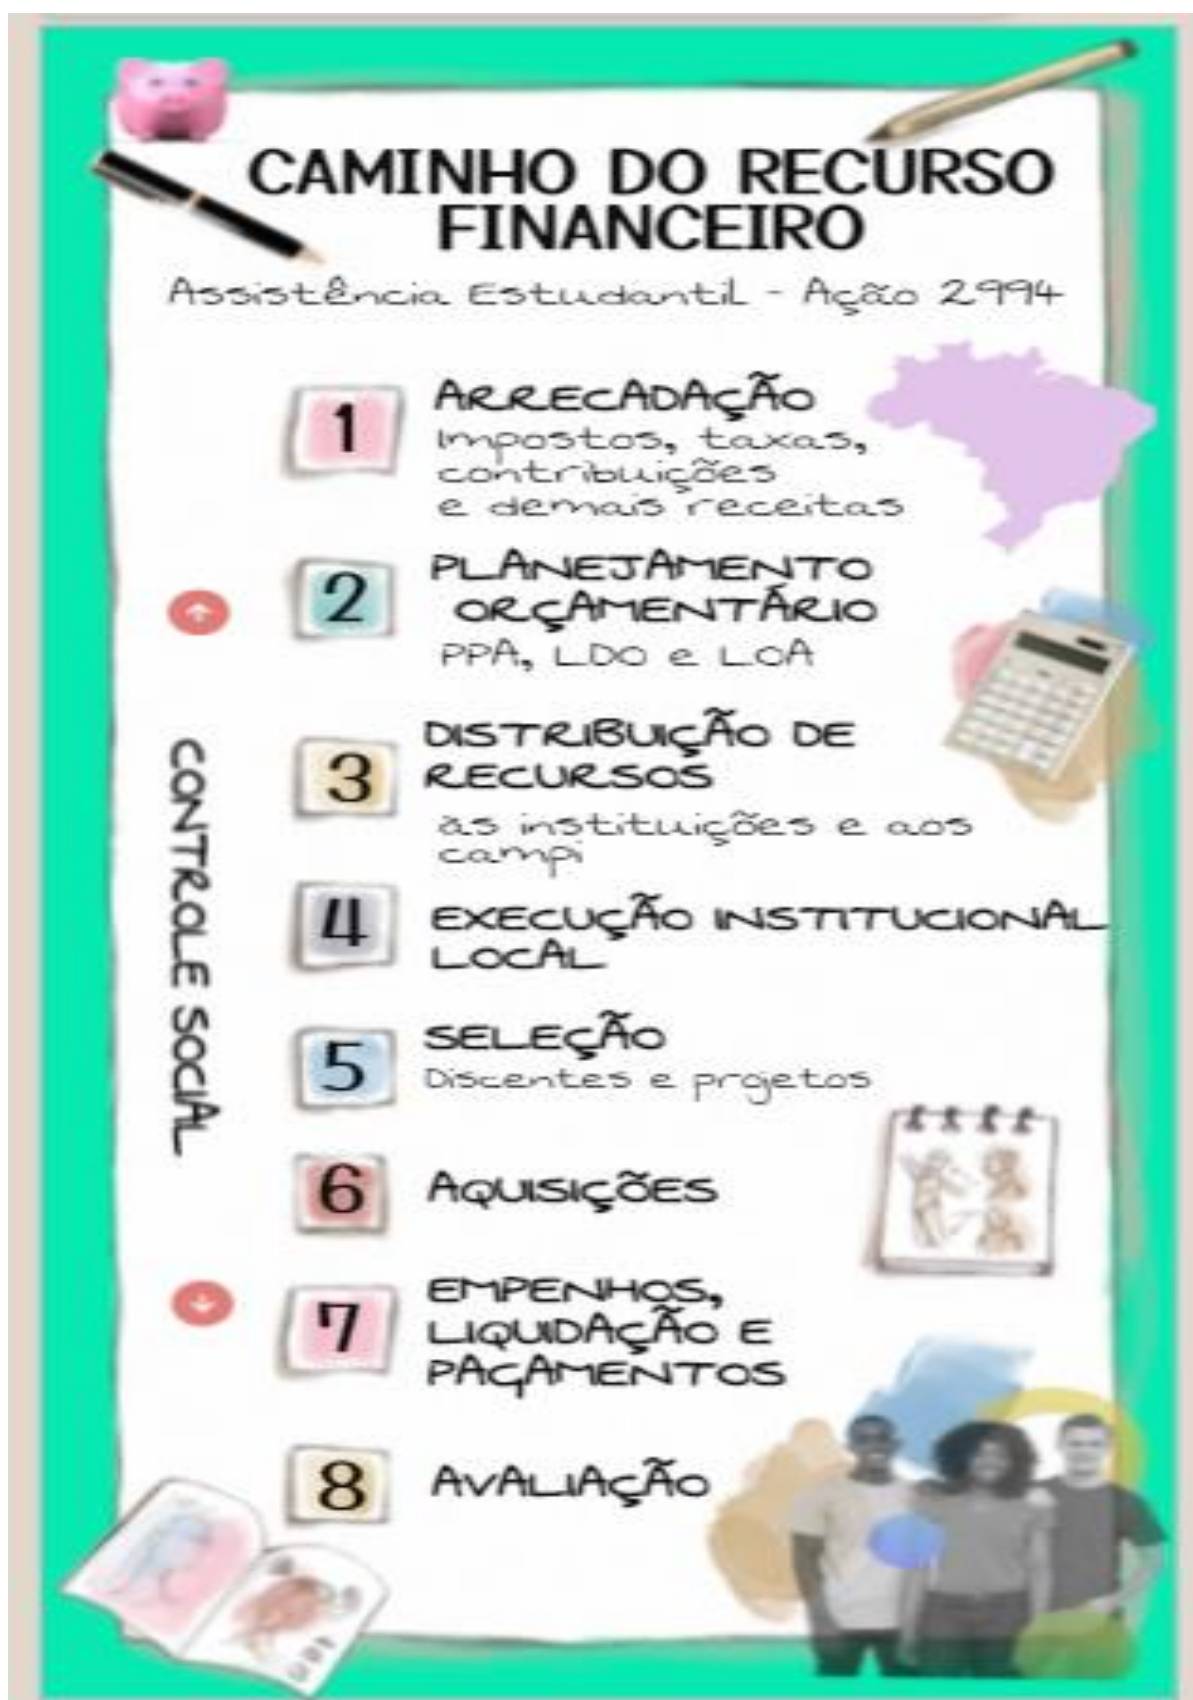 CAMINHO DO RECURSO
FINANCEIRO
Assistência Estudantil - Ação 2994
1
ARRECADAÇÃO
Impostos, taxas,
contribuições
e demais receitas
2
PLANEJAMENTO
ORÇAMENTÁRIO
PPA, LDO e LOA
3
DISTRIBUIÇÃO DE
RECURSOS
às instituições e aos
campi
4
EXECUÇÃO INSTITUCIONAL
LOCAL
5
SELEÇÃO
Discentes e projetos
6
AQUISIÇÕES
7
EMPENHOS,
LIQUIDAÇÃO E
PAGAMENTOS
8
AVALIAÇÃO
CONTROLE SOCIAL